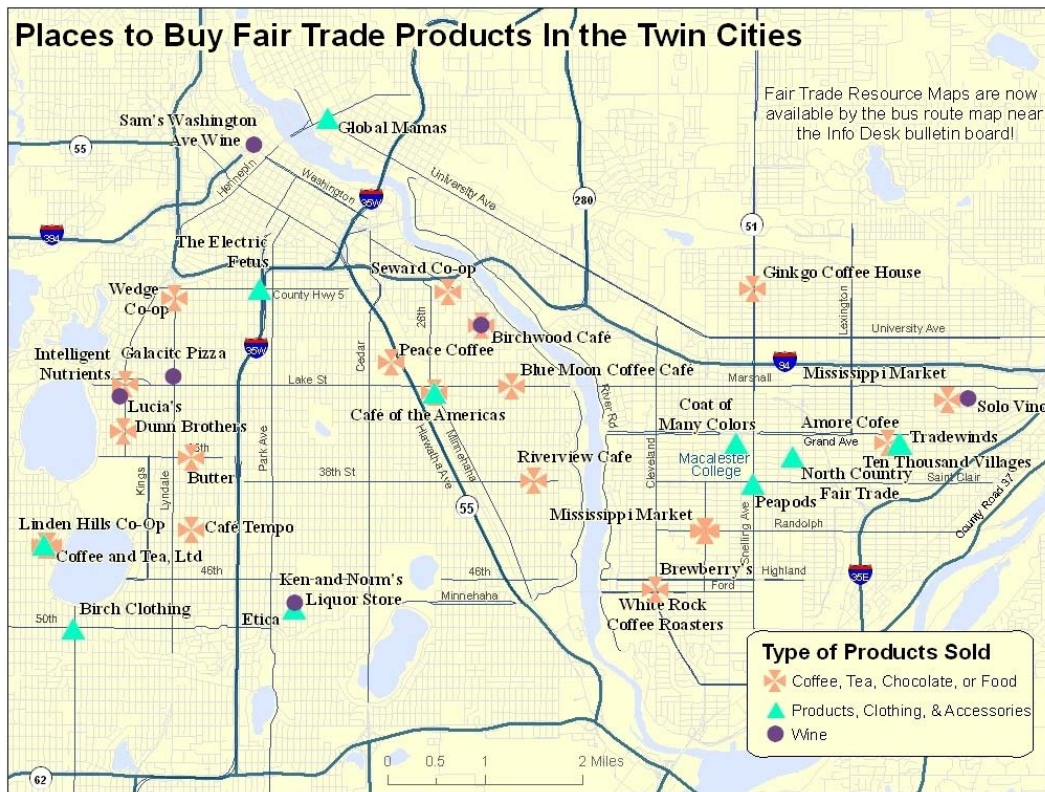 Places to Buy Fair Trade Products In the Twin Cities
Fair Trade Resource Maps are now
available by the bus route map near
the Info Desk bulletin board!
Sam's Washington
Ave Wine
Global Mamas
55
Hennepin
Washington
University Ave
35W
280
51
394
The Electric
Fetus
Seward Co-op
Ginkgo Coffee House
Wedge
Co-op
County Hwy 5
26th
Lexington
Birchwood Café
University Ave
Cedar
35W
Intelligent
Nutrients
Galacitc Pizza
Peace Coffee
Blue Moon Coffee Café
94
Mississippi Market
Lake St
Marshall
Lucia's
Café of the Americas
River Rd
Coat of
Many Colors
Solo Vino
Dunn Brothers
Amore Cofee
Grand Ave
Tradewinds
Park Ave
Hiawatha Ave
Minnehaha
Cleveland
Macalester
College
Ten Thousand Villages
Kings
Lyndale
Butter
38th St
Riverview Cafe
North Country
Fair Trade
Saint Clair
Peapods
County Road 37
55
Linden Hills Co-Op
Café Tempo
Mississippi Market
Snelling Ave
Randolph
Coffee and Tea, Ltd
46th
Ken and Norm's
Liquor Store
46th
Brewberry's
Highland
Ford
35E
Birch Clothing
Minnehaha
White Rock
Coffee Roasters
50th
Etica
Type of Products Sold
Coffee, Tea, Chocolate, or Food
Products, Clothing, & Accessories
Wine
62
0 0.5 1 2 Miles